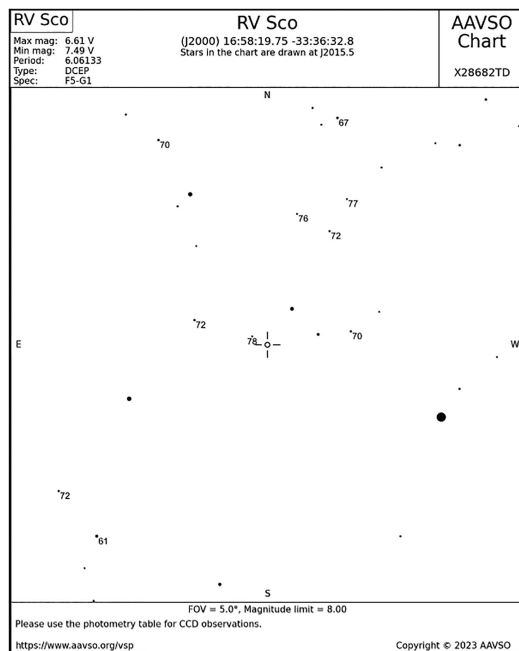 RV Sco
Max mag: 6.61 V
Min mag: 7.49 V
Period: 6.06133
Type: DCEP
Spec: F5-G1
RV Sco
(J2000) 16:58:19.75 -33:36:32.8
Stars in the chart are drawn at J2015.5
AAVSO
Chart
X28682TD
N
67
70
77
76
72
72
70
78
E
W
72
61
S
FOV = 5.0°, Magnitude limit = 8.00
Please use the photometry table for CCD observations.
https://www.aavso.org/vsp
Copyright © 2023 AAVSO